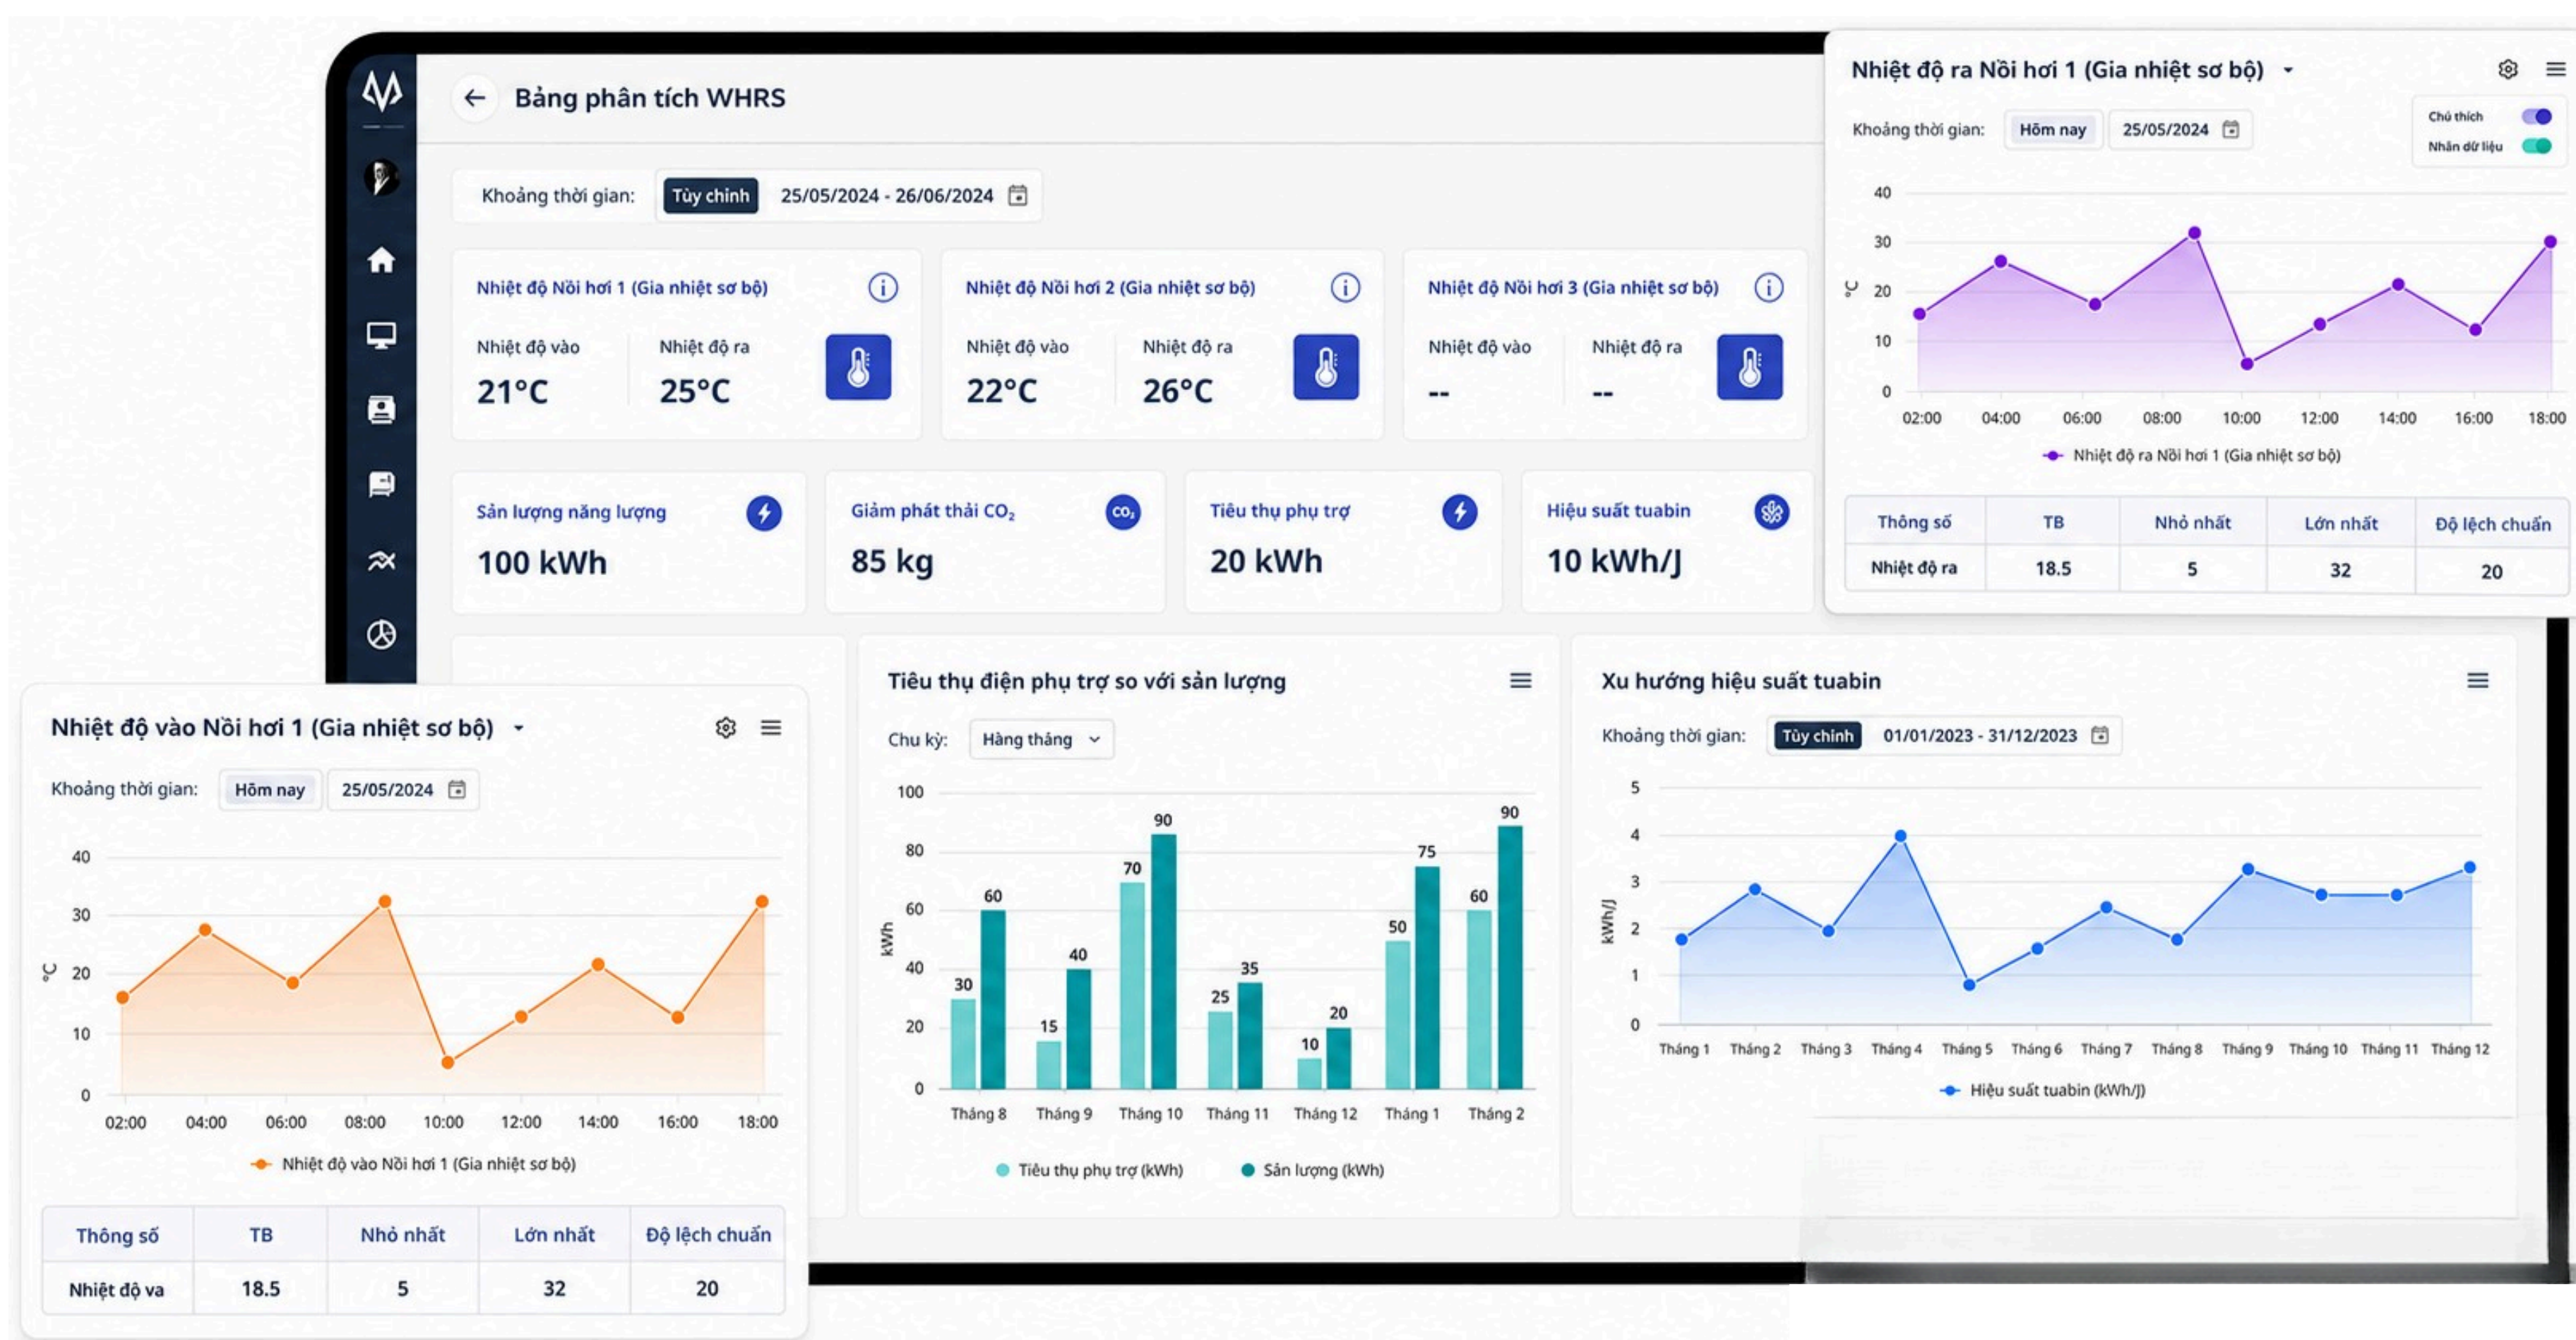 Bảng phân tích WHRS
Khoảng thời gian: Tùy chỉnh 25/05/2024 - 26/06/2024
Nhiệt độ Nồi hơi 1 (Gia nhiệt sơ bộ)
Nhiệt độ vào Nhiệt độ ra
21°C 25°C
Nhiệt độ Nồi hơi 2 (Gia nhiệt sơ bộ)
Nhiệt độ vào Nhiệt độ ra
22°C 26°C
Nhiệt độ Nồi hơi 3 (Gia nhiệt sơ bộ)
Nhiệt độ vào Nhiệt độ ra
-- --
Sản lượng năng lượng
100 kWh
Giảm phát thải CO₂
CO₂
85 kg
Tiêu thụ phụ trợ
20 kWh
Hiệu suất tuabin
10 kWh/J
Nhiệt độ ra Nồi hơi 1 (Gia nhiệt sơ bộ)
Khoảng thời gian: Hôm nay 25/05/2024
Chú thích
Nhãn dữ liệu
40
30
20
10
0
°C
02:00 04:00 06:00 08:00 10:00 12:00 14:00 16:00 18:00
Nhiệt độ ra Nồi hơi 1 (Gia nhiệt sơ bộ)
Thông số TB Nhỏ nhất Lớn nhất Độ lệch chuẩn
Nhiệt độ ra 18.5 5 32 20
Nhiệt độ vào Nồi hơi 1 (Gia nhiệt sơ bộ)
Khoảng thời gian: Hôm nay 25/05/2024
40
30
20
10
0
°C
02:00 04:00 06:00 08:00 10:00 12:00 14:00 16:00 18:00
Nhiệt độ vào Nồi hơi 1 (Gia nhiệt sơ bộ)
Thông số TB Nhỏ nhất Lớn nhất Độ lệch chuẩn
Nhiệt độ va 18.5 5 32 20
Tiêu thụ điện phụ trợ so với sản lượng
Chu kỳ: Hàng tháng
100
80
60
40
20
0
kWh
30 60 15 40 70 90 25 35 10 20 50 75 60 90
Tháng 8 Tháng 9 Tháng 10 Tháng 11 Tháng 12 Tháng 1 Tháng 2
Tiêu thụ phụ trợ (kWh) Sản lượng (kWh)
Xu hướng hiệu suất tuabin
Khoảng thời gian: Tùy chỉnh 01/01/2023 - 31/12/2023
5
4
3
2
1
0
kWh/J
Tháng 1 Tháng 2 Tháng 3 Tháng 4 Tháng 5 Tháng 6 Tháng 7 Tháng 8 Tháng 9 Tháng 10 Tháng 11 Tháng 12
Hiệu suất tuabin (kWh/J)